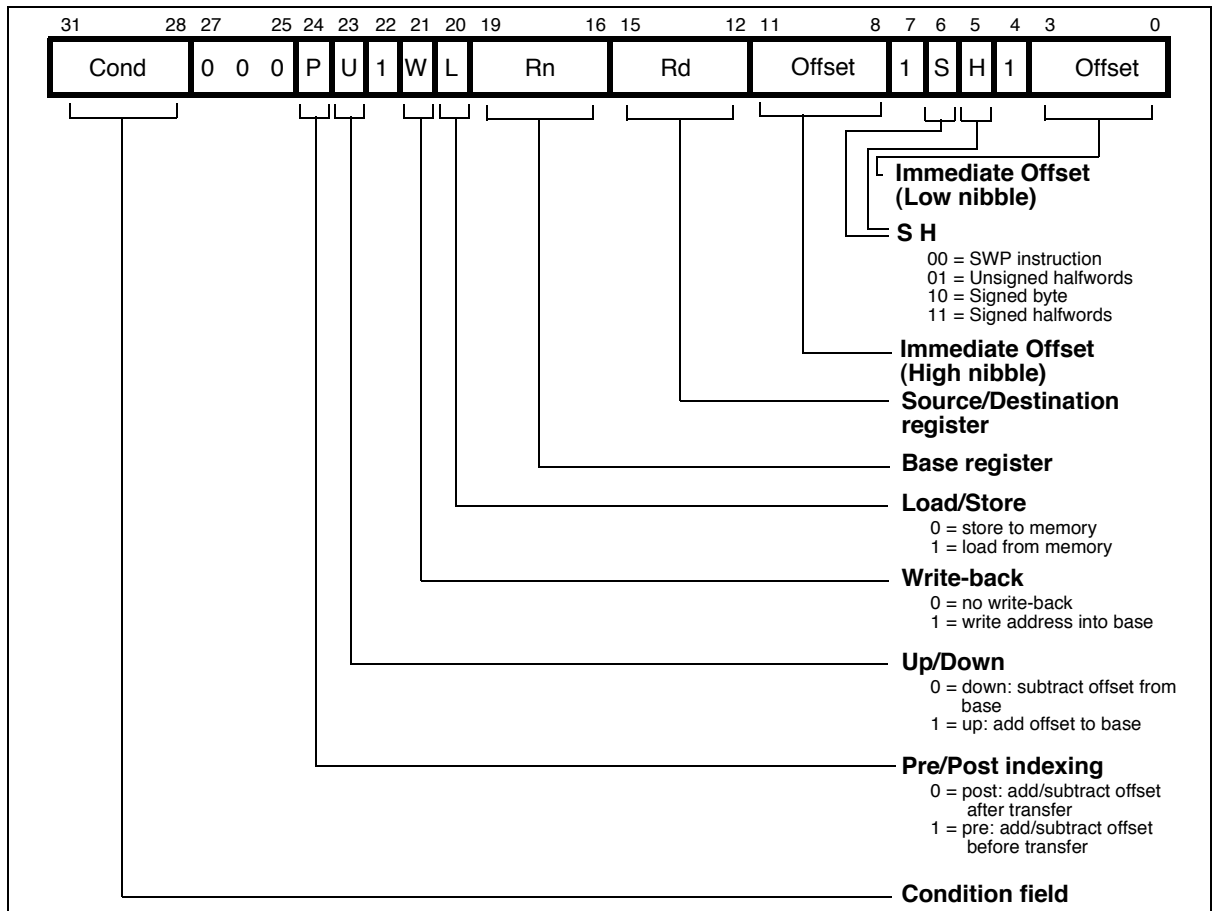 31 28 27 25 24 23 22 21 20 19 16 15 12 11 8 7 6 5 4 3 0
Cond 0 0 0 P U 1 W L Rn Rd Offset 1 S H 1 Offset
Immediate Offset
(Low nibble)
S H
00 = SWP instruction
01 = Unsigned halfwords
10 = Signed byte
11 = Signed halfwords
Immediate Offset
(High nibble)
Source/Destination
register
Base register
Load/Store
0 = store to memory
1 = load from memory
Write-back
0 = no write-back
1 = write address into base
Up/Down
0 = down: subtract offset from
base
1 = up: add offset to base
Pre/Post indexing
0 = post: add/subtract offset
after transfer
1 = pre: add/subtract offset
before transfer
Condition field